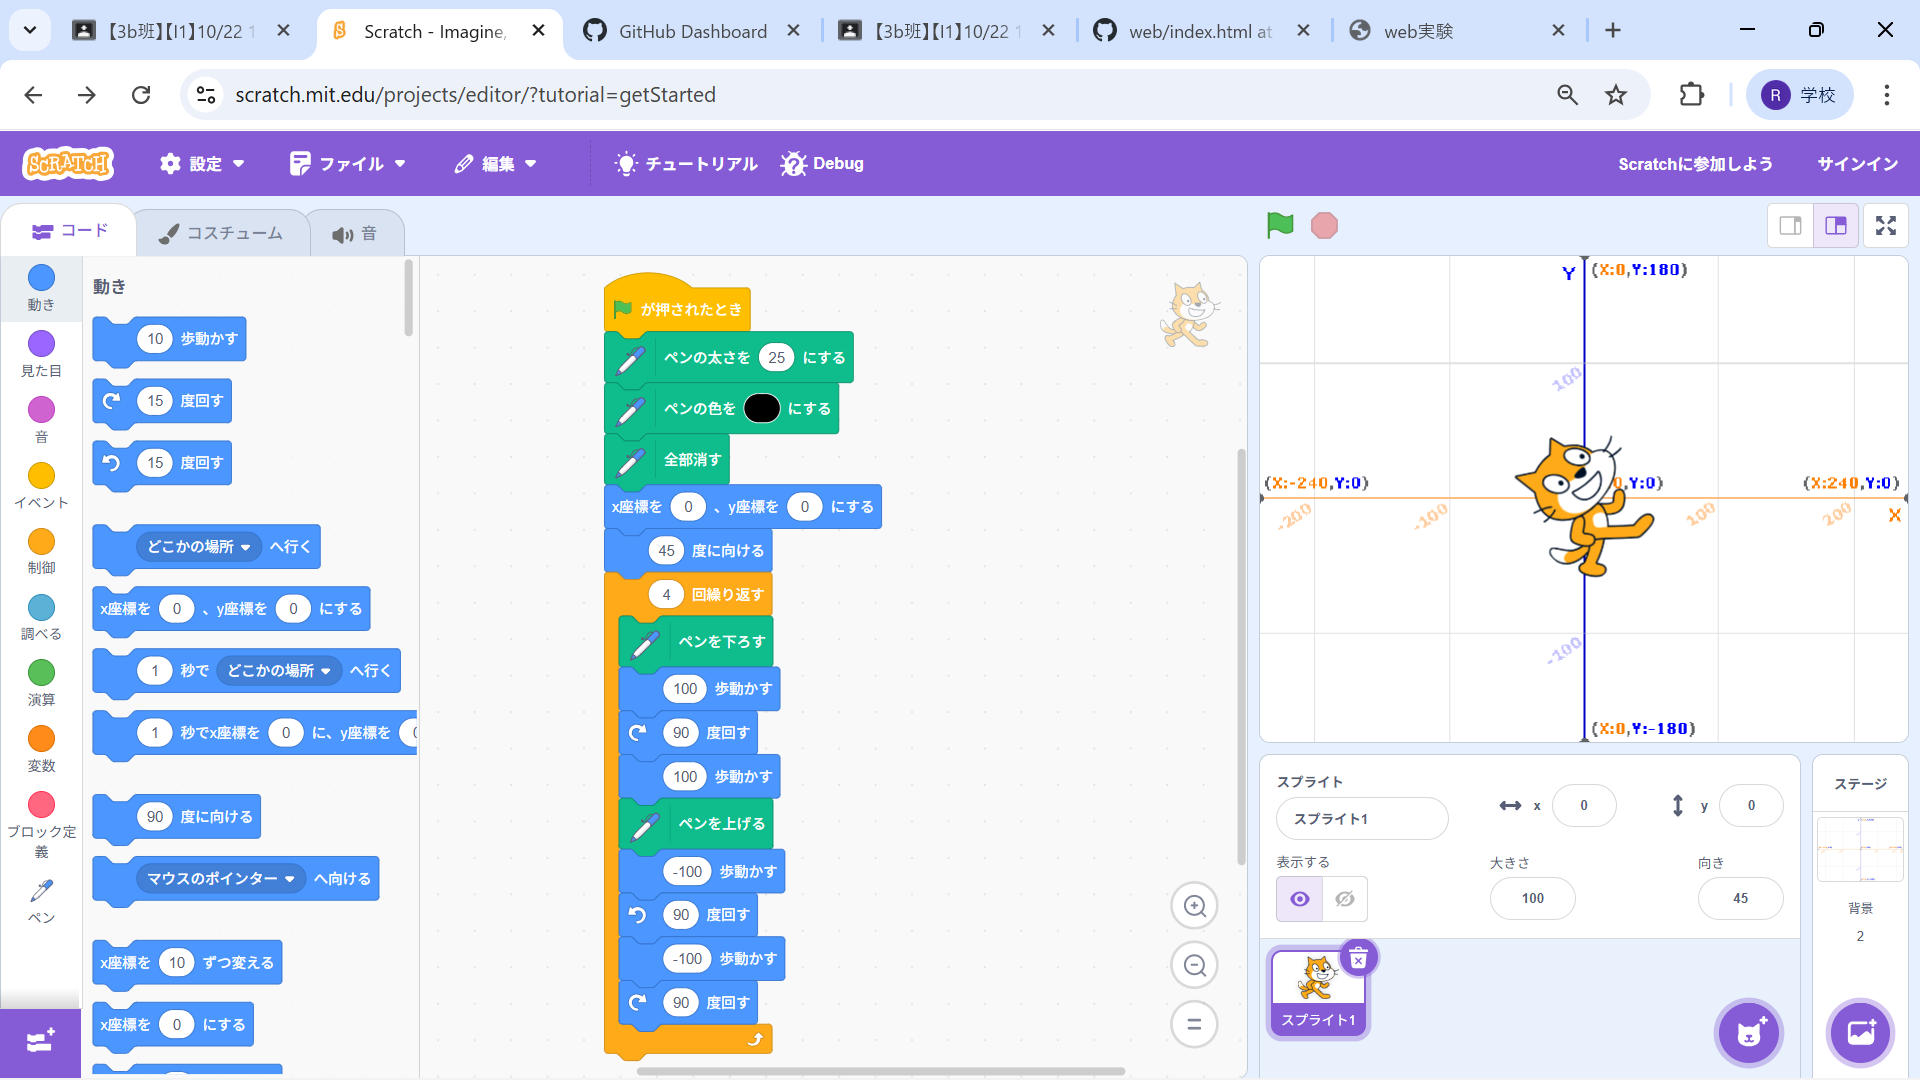 【3b班】【I1】10/22 1
Scratch - Imagine,
GitHub Dashboard
【3b班】【I1】10/22 1
web/index.html at
web実験
scratch.mit.edu/projects/editor/?tutorial=getStarted
R 学校
SCRATCH
設定
ファイル
編集
チュートリアル
Debug
Scratchに参加しよう
サインイン
コード
コスチューム
音
動き
見た目
音
イベント
制御
調べる
演算
変数
ブロック定
義
ペン
動き
10 歩動かす
15 度回す
15 度回す
どこかの場所 へ行く
x座標を 0 、y座標を 0 にする
1 秒で どこかの場所 へ行く
1 秒でx座標を 0 に、y座標を
90 度に向ける
マウスのポインター へ向ける
x座標を 10 ずつ変える
x座標を 0 にする
が押されたとき
ペンの太さを 25 にする
ペンの色を にする
全部消す
x座標を 0 、y座標を 0 にする
45 度に向ける
4 回繰り返す
ペンを下ろす
100 歩動かす
90 度回す
100 歩動かす
ペンを上げる
-100 歩動かす
90 度回す
-100 歩動かす
90 度回す
Y (X:0,Y:180)
100
(X:-240,Y:0)
0,Y:0)
(X:240,Y:0)
-200
-100
100
200
X
-100
(X:0,Y:-180)
スプライト
スプライト1
x 0
y 0
表示する
大きさ
100
向き
45
スプライト1
ステージ
背景
2